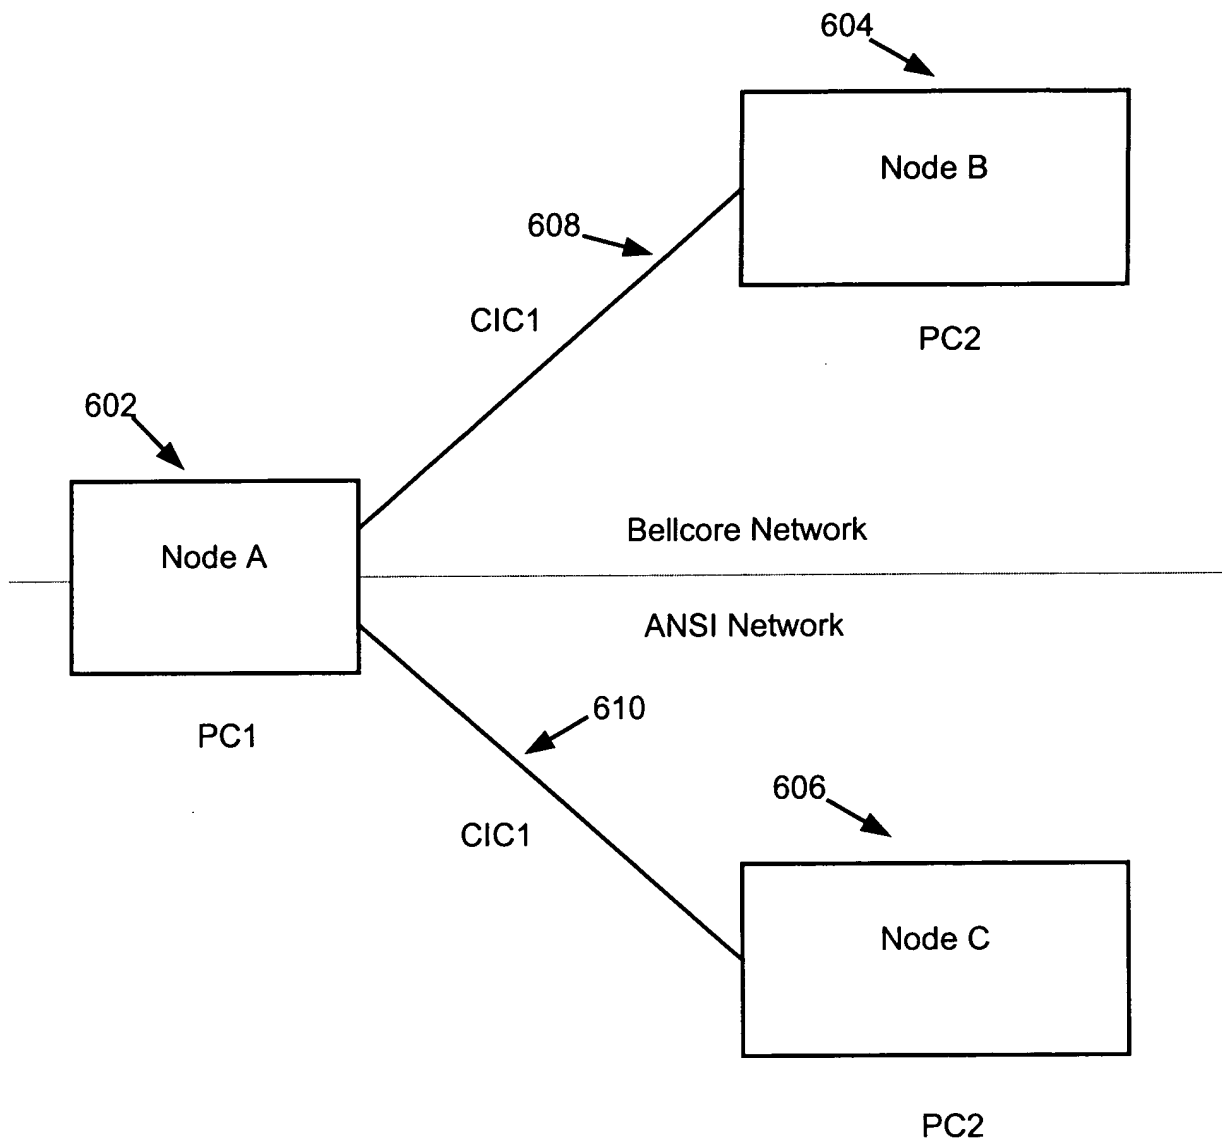 604
Node B
608
CIC1
PC2
602
Node A
Bellcore Network
ANSI Network
PC1
610
606
CIC1
Node C
PC2